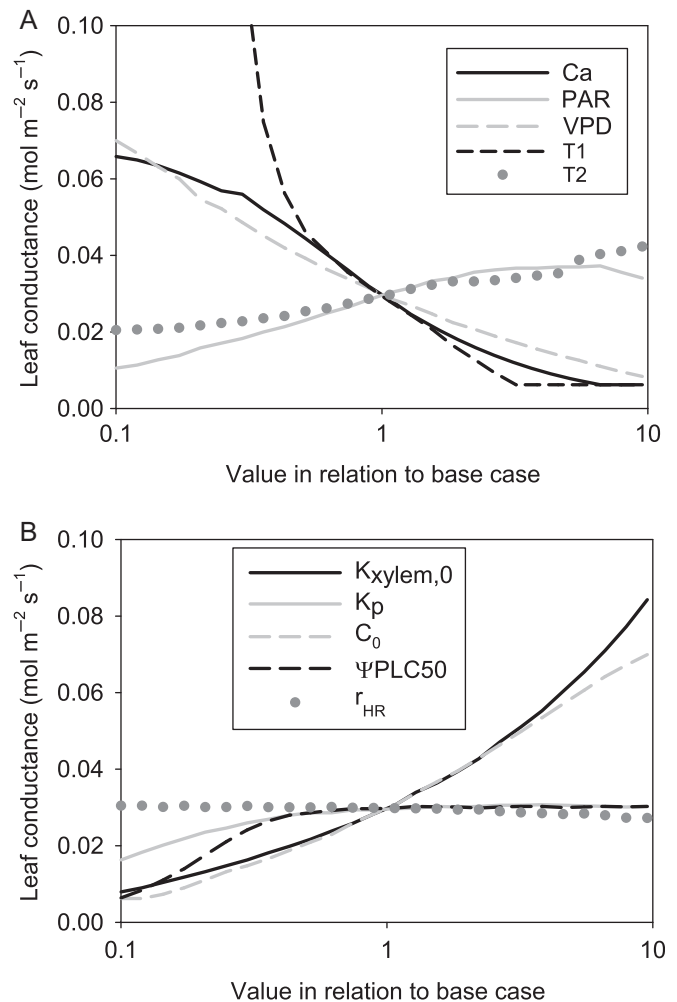 A
0.10
0.08
0.06
0.04
0.02
0.00
Leaf conductance (mol m⁻² s⁻¹)
Ca
PAR
VPD
T1
T2
0.1 1 10
Value in relation to base case
B
0.10
0.08
0.06
0.04
0.02
0.00
Leaf conductance (mol m⁻² s⁻¹)
Kxylem,0
Kp
C₀
ΨPLC50
rHR
0.1 1 10
Value in relation to base case